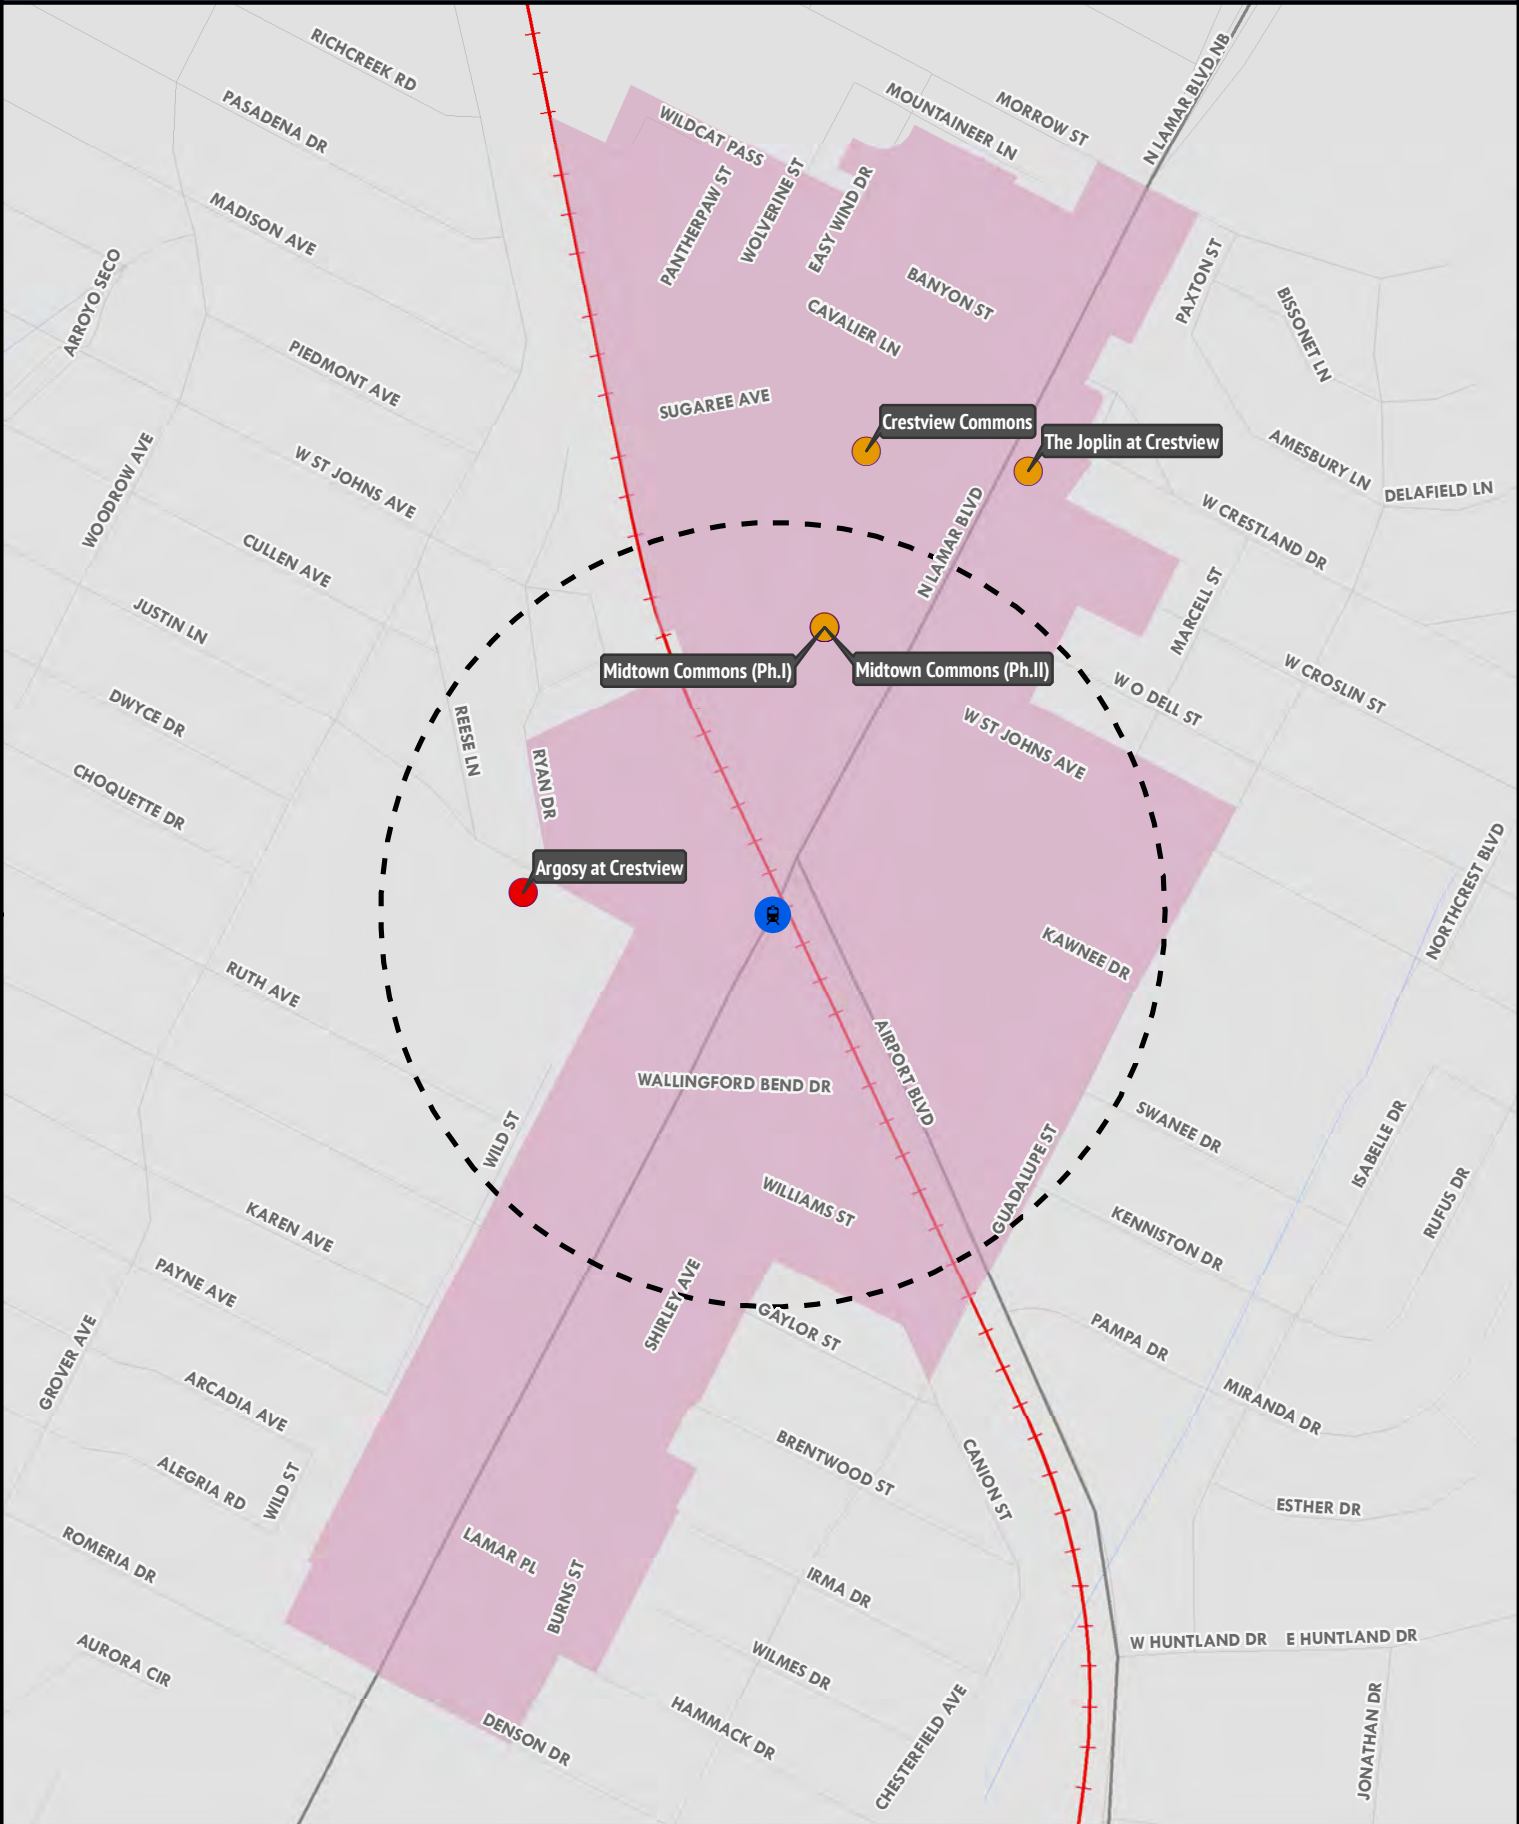 RICHCREEK RD
PASADENA DR
WILDCAT PASS
MOUNTAINEER LN
MORROW ST
N LAMAR BLVD NB
MADISON AVE
PANTHERPAW ST
WOLVERINE ST
EASY WIND DR
BANYON ST
PAXTON ST
ARROYO SECO
CAVALIER LN
BISSONET LN
PIEDMONT AVE
SUGAREE AVE
Crestview Commons
The Joplin at Crestview
WOODROW AVE
W ST JOHNS AVE
AMESBURY LN
DELAFIELD LN
CULLEN AVE
N LAMAR BLVD
W CRESTLAND DR
JUSTIN LN
MARCELL ST
Midtown Commons (Ph.I)
Midtown Commons (Ph.II)
W CROSLIN ST
DWYCE DR
REESE LN
W O DELL ST
W ST JOHNS AVE
CHOQUETTE DR
RYAN DR
Argosy at Crestview
NORTHCREST BLVD
KAWNEE DR
RUTH AVE
AIRPORT BLVD
WALLINGFORD BEND DR
WILD ST
SWANEE DR
ISABELLE DR
GUADALUPE ST
WILLIAMS ST
RUFUS DR
KAREN AVE
KENNISTON DR
PAYNE AVE
SHIRLEY AVE
GAYLOR ST
PAMPA DR
GROVER AVE
ARCADIA AVE
MIRANDA DR
BRENTWOOD ST
ALEGRIA RD
WILD ST
CANION ST
ESTHER DR
ROMERIA DR
LAMAR PL
BURNS ST
IRMA DR
AURORA CIR
WILMES DR
W HUNTLAND DR
E HUNTLAND DR
DENSON DR
HAMMACK DR
CHESTERFIELD AVE
JONATHAN DR